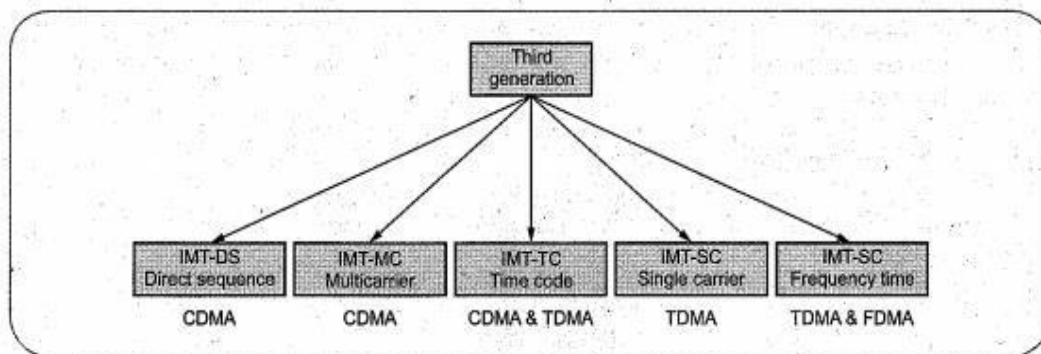 Third
generation
IMT-DS
Direct sequence
IMT-MC
Multicarrier
IMT-TC
Time code
IMT-SC
Single carrier
IMT-SC
Frequency time
CDMA
CDMA
CDMA & TDMA
TDMA
TDMA & FDMA